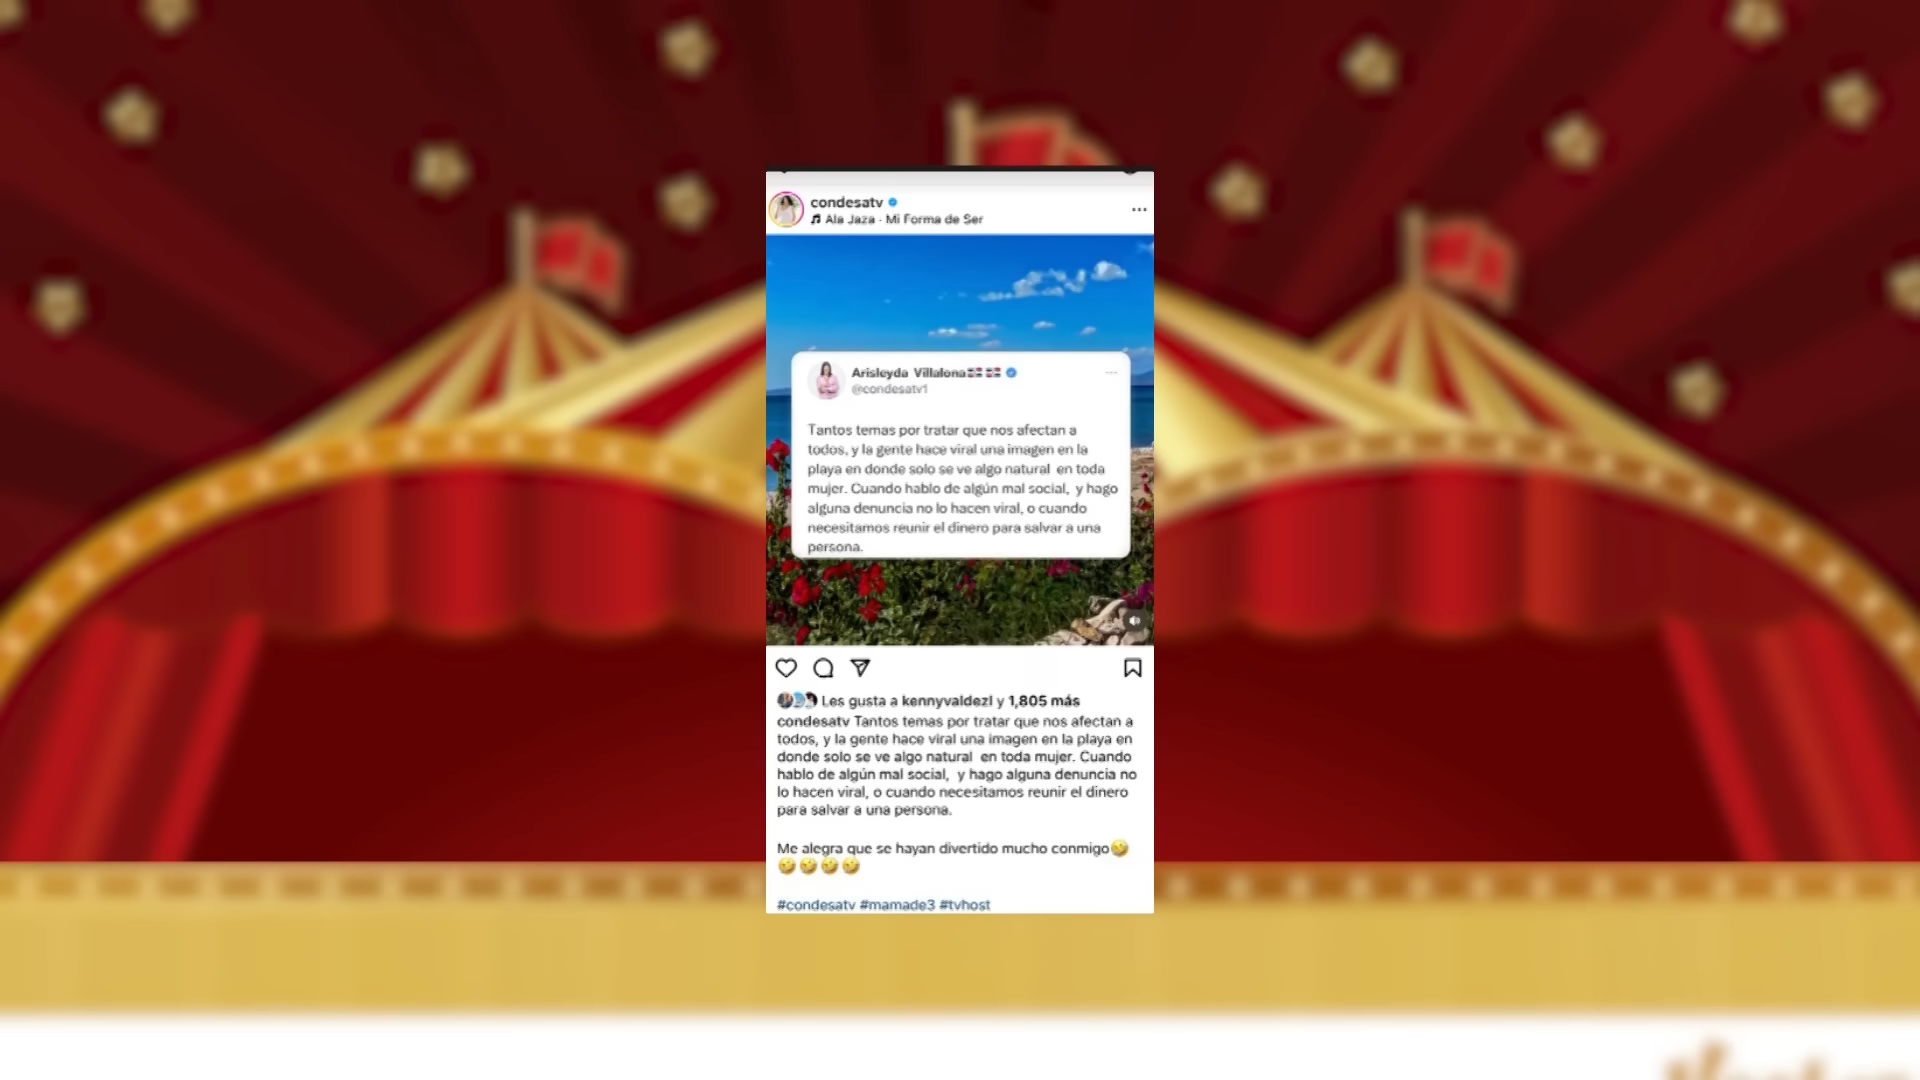 condesatv
Ala Jaza · Mi Forma de Ser
Arisleyda Villalona
@condesatv1
Tantos temas por tratar que nos afectan a
todos, y la gente hace viral una imagen en la
playa en donde solo se ve algo natural en toda
mujer. Cuando hablo de algún mal social, y hago
alguna denuncia no lo hacen viral, o cuando
necesitamos reunir el dinero para salvar a una
persona.
Les gusta a kennyvaldezl y 1,805 más
condesatv Tantos temas por tratar que nos afectan a
todos, y la gente hace viral una imagen en la playa en
donde solo se ve algo natural en toda mujer. Cuando
hablo de algún mal social, y hago alguna denuncia no
lo hacen viral, o cuando necesitamos reunir el dinero
para salvar a una persona.
Me alegra que se hayan divertido mucho conmigo🤣
🤣🤣🤣🤣
#condesatv #mamade3 #tvhost